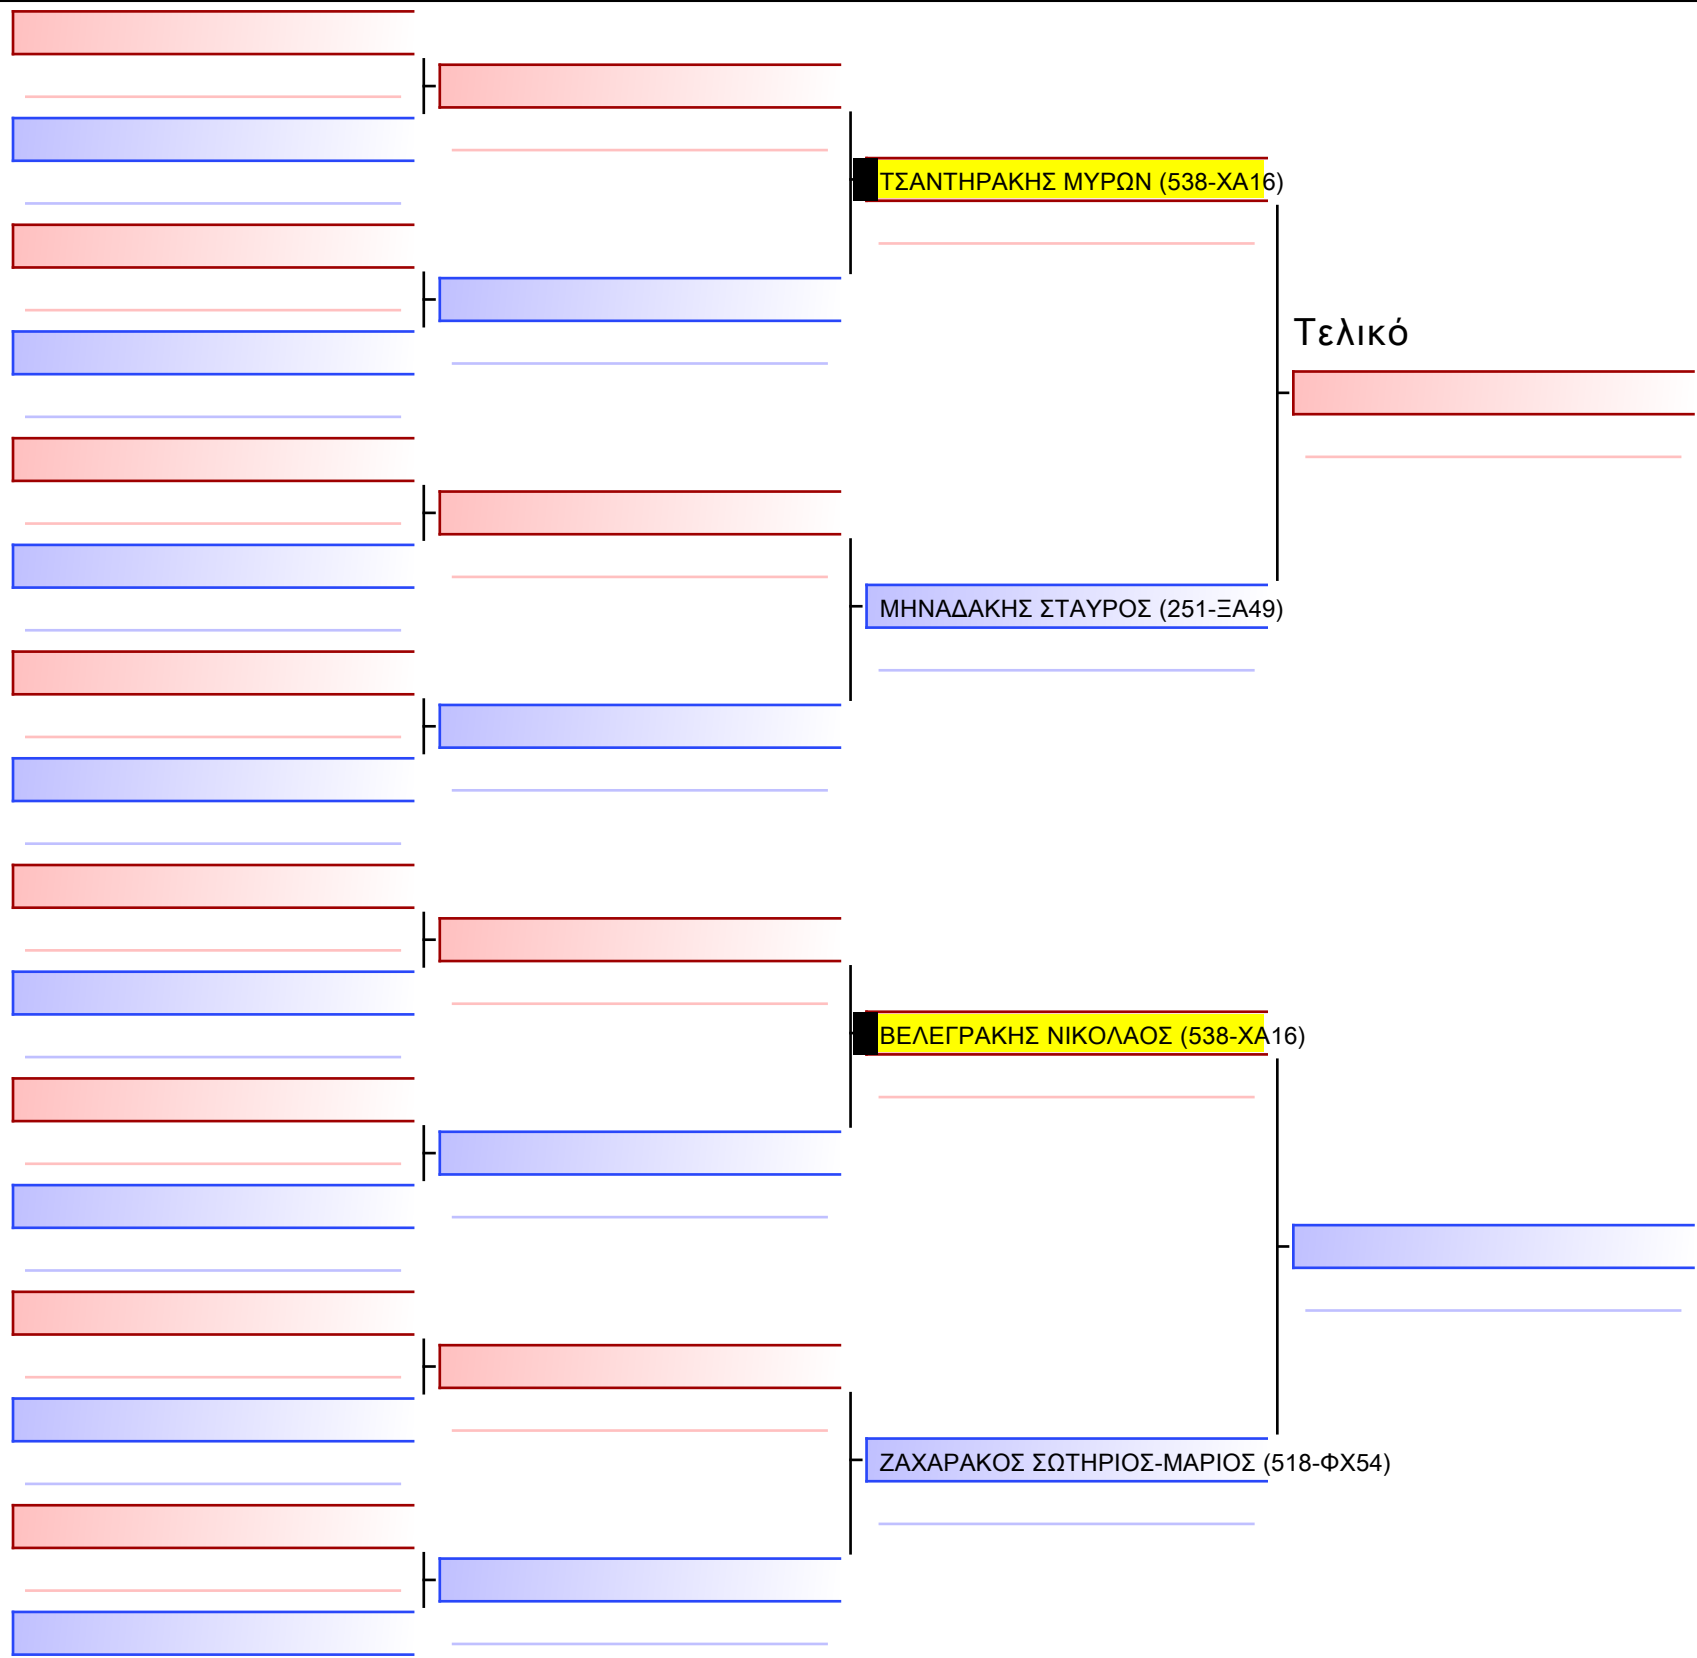 ΤΣΑΝΤΗΡΑΚΗΣ ΜΥΡΩΝ (538-ΧΑ16)
Τελικό
ΜΗΝΑΔΑΚΗΣ ΣΤΑΥΡΟΣ (251-ΞΑ49)
ΒΕΛΕΓΡΑΚΗΣ ΝΙΚΟΛΑΟΣ (538-ΧΑ16)
ΖΑΧΑΡΑΚΟΣ ΣΩΤΗΡΙΟΣ-ΜΑΡΙΟΣ (518-ΦΧ54)